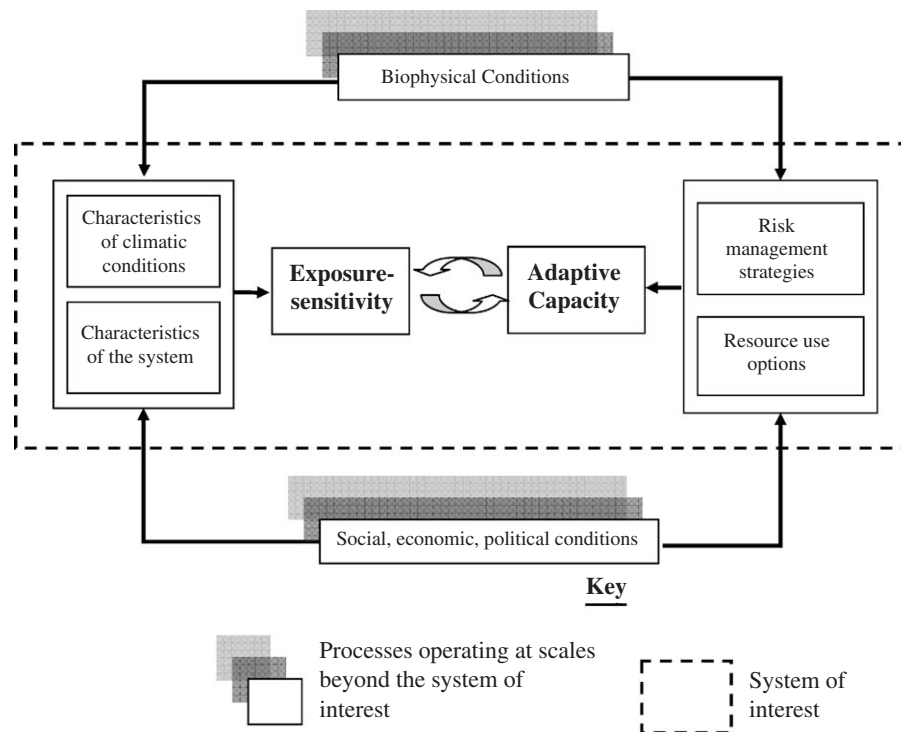 Biophysical Conditions
Characteristics
of climatic
conditions
Characteristics
of the system
Exposure-
sensitivity
Adaptive
Capacity
Risk
management
strategies
Resource use
options
Social, economic, political conditions
Key
Processes operating at scales
beyond the system of
interest
System of
interest